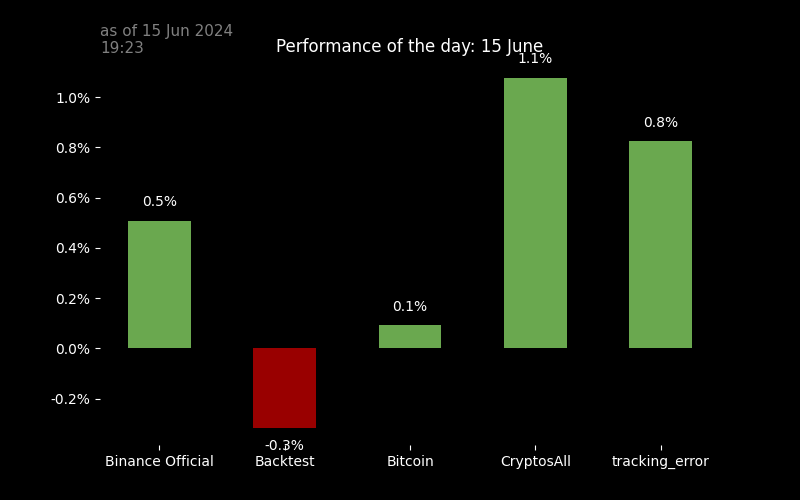 as of 15 Jun 2024
19:23
Performance of the day: 15 June
1.1%
1.0%
0.8%
0.8%
0.6%
0.5%
0.4%
0.2%
0.1%
0.0%
-0.2%
-0.3%
Binance Official
Backtest
Bitcoin
CryptosAll
tracking_error